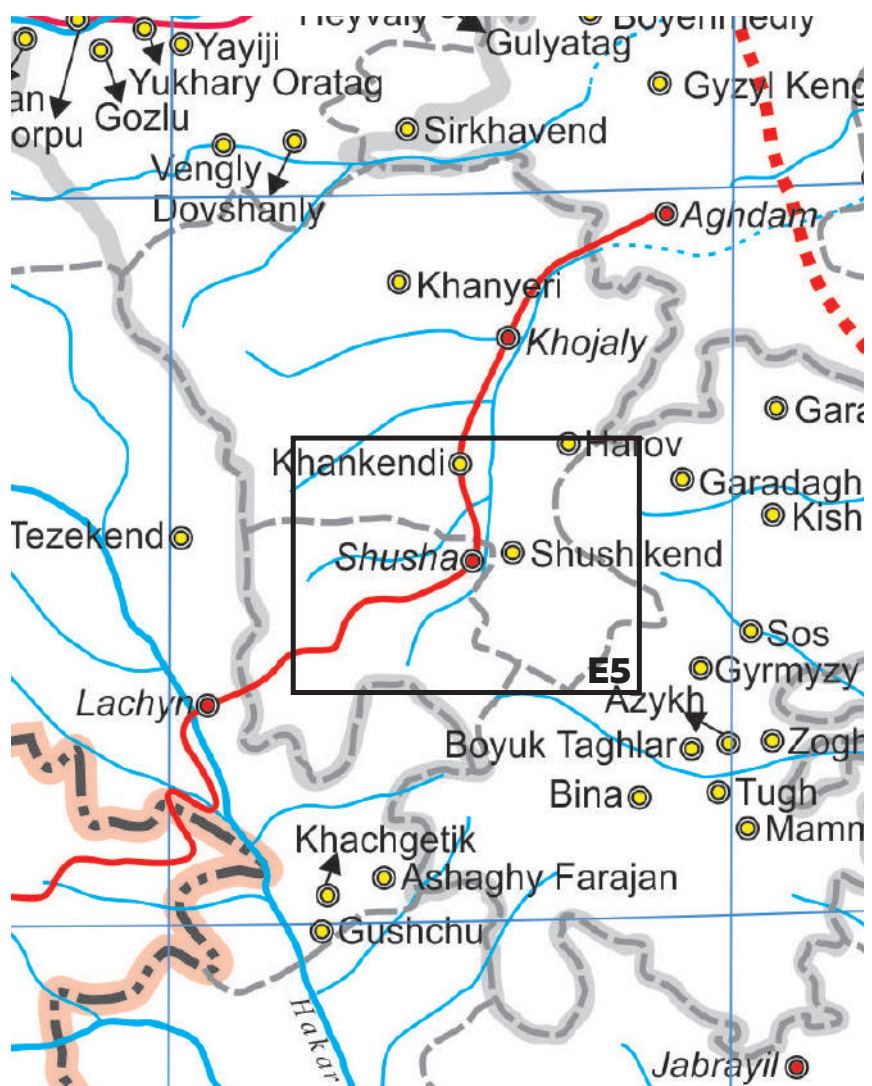 Yayiji
Gulyatag
Yukhary Oratag
Gyzyl Keng
an
orpu
Gozlu
Sirkhavend
Vengly
Dovshanly
Aghdam
Khanyeri
Khojaly
Gara
Harov
Khankendi
Garadagh
Kish
Tezekend
Shusha
Shushikend
Sos
E5
Gyrmyzy
Azykh
Lachyn
Boyuk Taghlar
Zogh
Bina
Tugh
Mamm
Khachgetik
Ashaghy Farajan
Gushchu
Hakar
Jabrayil